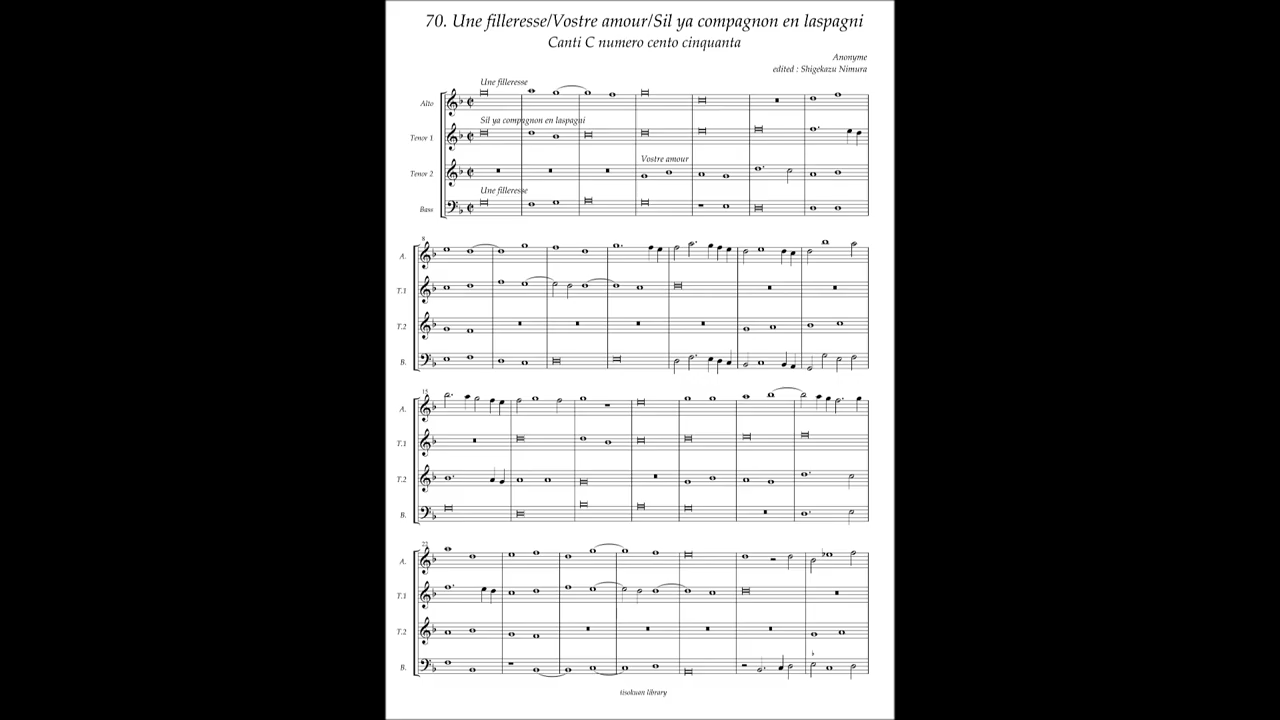 70. Une filleresse/Vostre amour/Sil ya compagnon en laspagni
Canti C numero cento cinquanta
Anonyme
edited : Shigekazu Nimura
Une filleresse
Alto
Sil ya compagnon en laspagni
Tenor 1
Vostre amour
Tenor 2
Une filleresse
Bass
8
A.
T.1
T.2
B.
15
A.
T.1
T.2
B.
22
A.
T.1
T.2
B.
tisokuan library